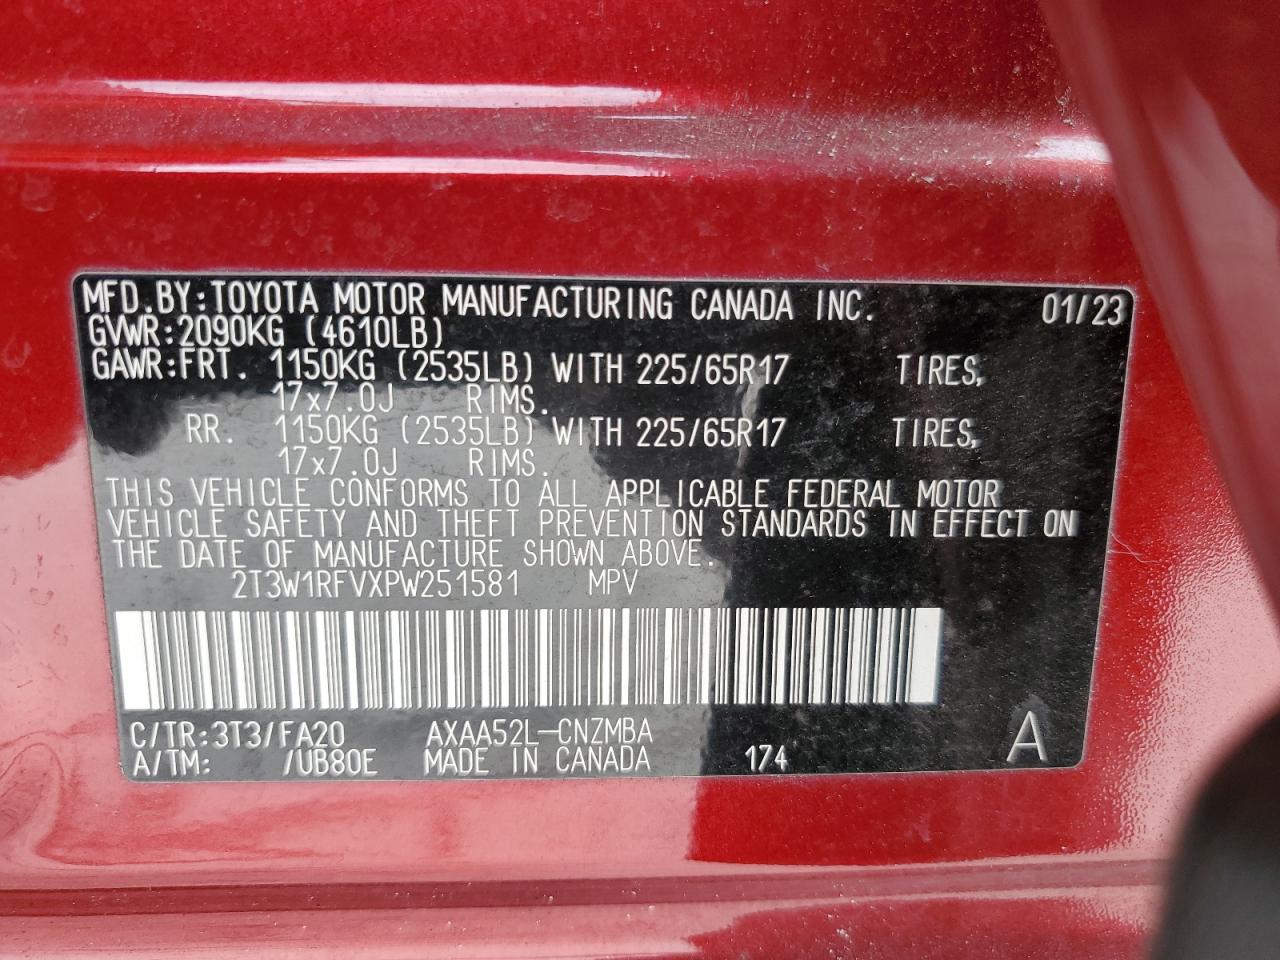 MFD.BY:TOYOTA MOTOR MANUFACTURING CANADA INC. 01/23
GVWR:2090KG (4610LB)
GAWR:FRT. 1150KG (2535LB) WITH 225/65R17 TIRES,
17x7.0J RIMS.
RR. 1150KG (2535LB) WITH 225/65R17 TIRES,
17x7.0J RIMS.
THIS VEHICLE CONFORMS TO ALL APPLICABLE FEDERAL MOTOR
VEHICLE SAFETY AND THEFT PREVENTION STANDARDS IN EFFECT ON
THE DATE OF MANUFACTURE SHOWN ABOVE.
2T3W1RFVXPW251581 MPV
C/TR:3T3/FA20 AXAA52L-CNZMBA
A/TM: /UB80E MADE IN CANADA 174 A